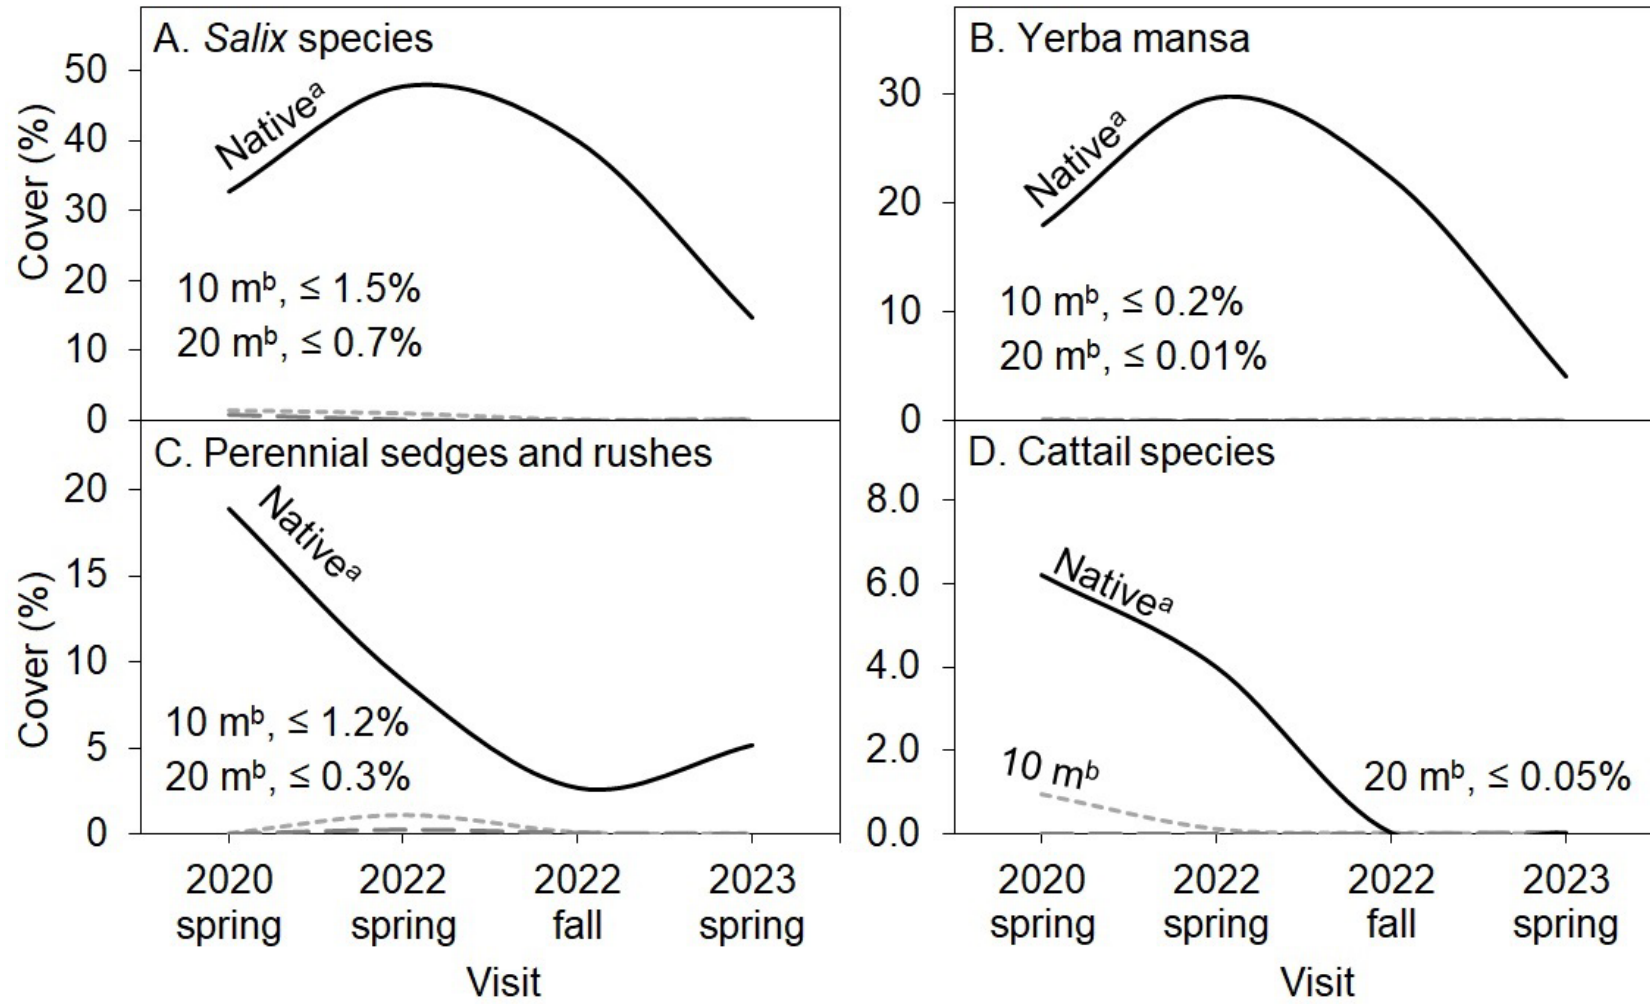 A. Salix species
Cover (%)
50
40
30
20
10
0
Nativeᵃ
10 mᵇ, ≤ 1.5%
20 mᵇ, ≤ 0.7%
B. Yerba mansa
30
20
10
0
Nativeᵃ
10 mᵇ, ≤ 0.2%
20 mᵇ, ≤ 0.01%
C. Perennial sedges and rushes
Cover (%)
20
15
10
5
0
Nativeᵃ
10 mᵇ, ≤ 1.2%
20 mᵇ, ≤ 0.3%
2020 spring
2022 spring
2022 fall
2023 spring
Visit
D. Cattail species
8.0
6.0
4.0
2.0
0.0
Nativeᵃ
10 mᵇ
20 mᵇ, ≤ 0.05%
2020 spring
2022 spring
2022 fall
2023 spring
Visit